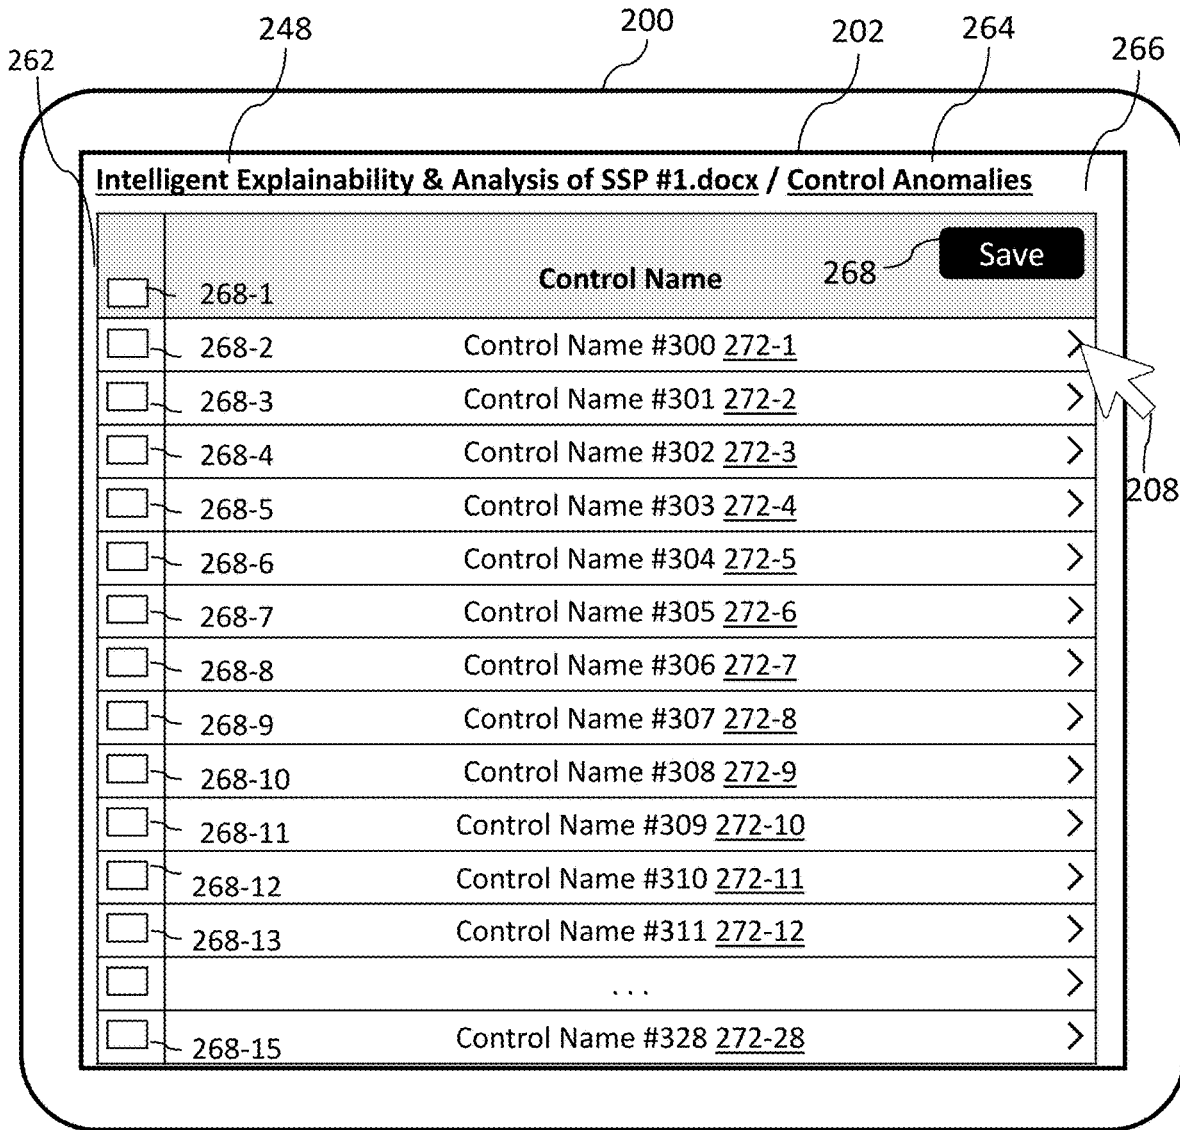 248 200 202 264
262 266
Intelligent Explainability & Analysis of SSP #1.docx / Control Anomalies
Save
268
Control Name
268-1
268-2 Control Name #300 272-1 >
268-3 Control Name #301 272-2 >
268-4 Control Name #302 272-3 >
208
268-5 Control Name #303 272-4 >
268-6 Control Name #304 272-5 >
268-7 Control Name #305 272-6 >
268-8 Control Name #306 272-7 >
268-9 Control Name #307 272-8 >
268-10 Control Name #308 272-9 >
268-11 Control Name #309 272-10 >
268-12 Control Name #310 272-11 >
268-13 Control Name #311 272-12 >
... >
268-15 Control Name #328 272-28 >